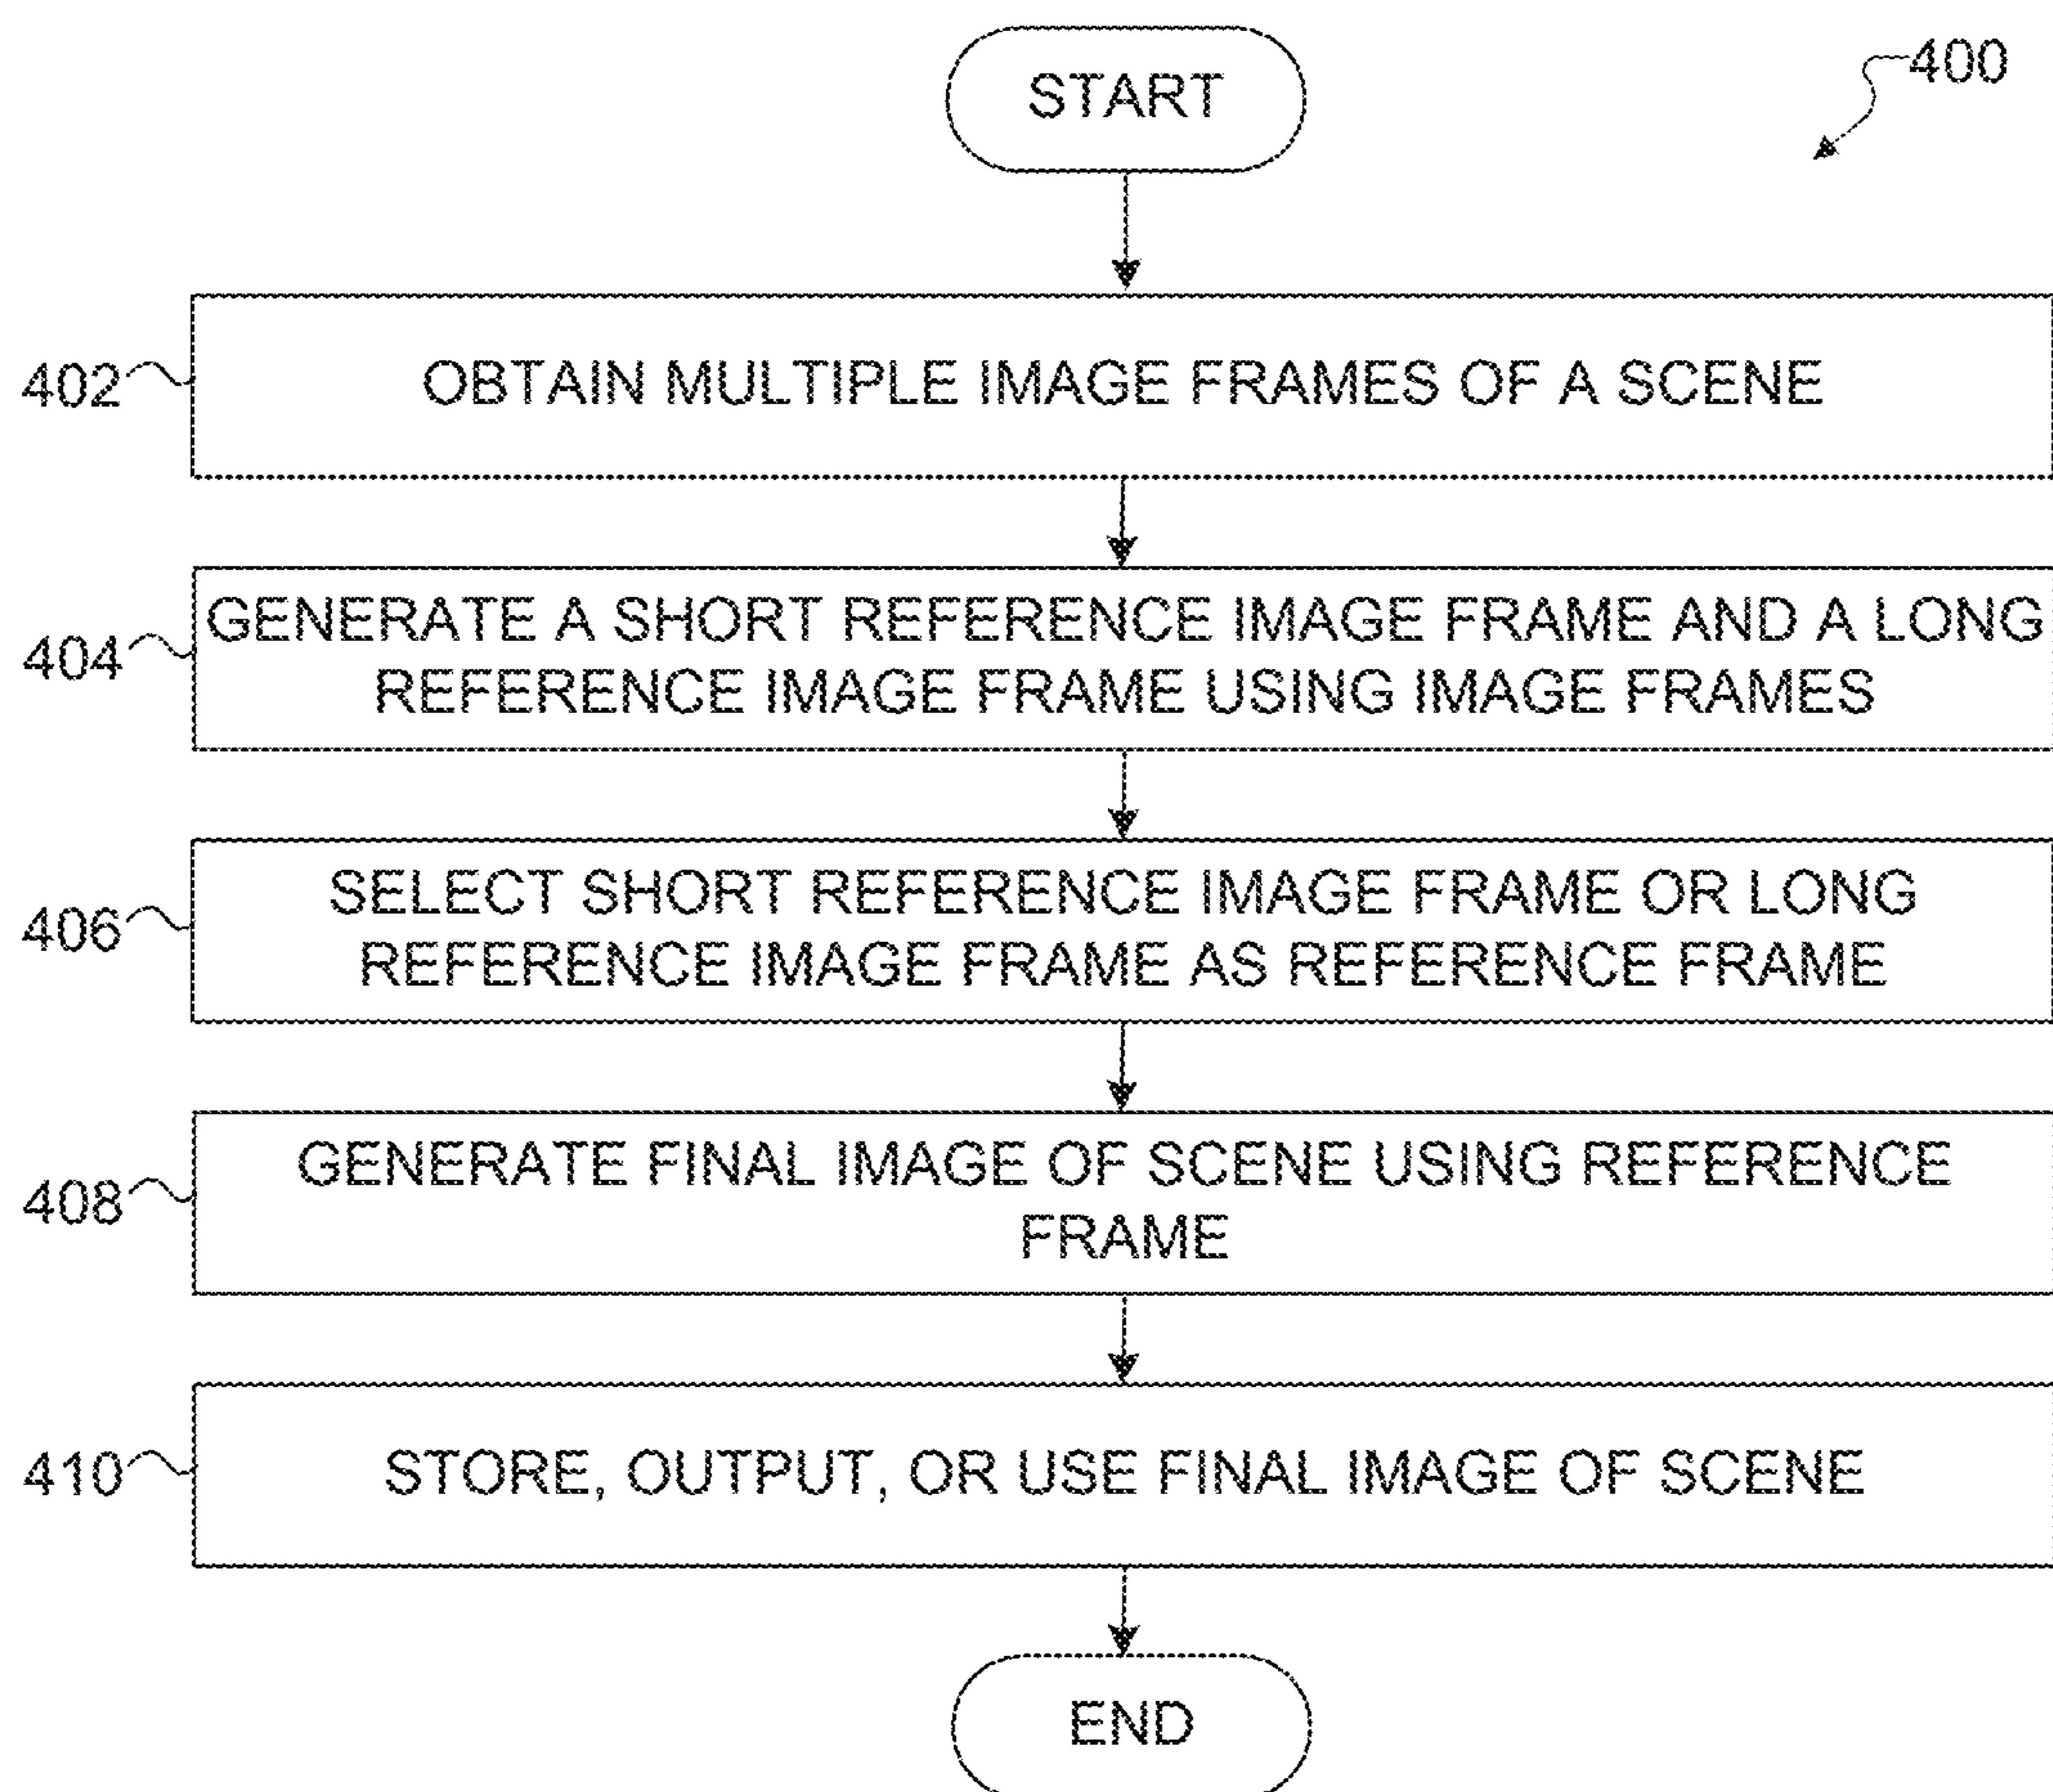 START
400
402
OBTAIN MULTIPLE IMAGE FRAMES OF A SCENE
404
GENERATE A SHORT REFERENCE IMAGE FRAME AND A LONG
REFERENCE IMAGE FRAME USING IMAGE FRAMES
406
SELECT SHORT REFERENCE IMAGE FRAME OR LONG
REFERENCE IMAGE FRAME AS REFERENCE FRAME
408
GENERATE FINAL IMAGE OF SCENE USING REFERENCE
FRAME
410
STORE, OUTPUT, OR USE FINAL IMAGE OF SCENE
END